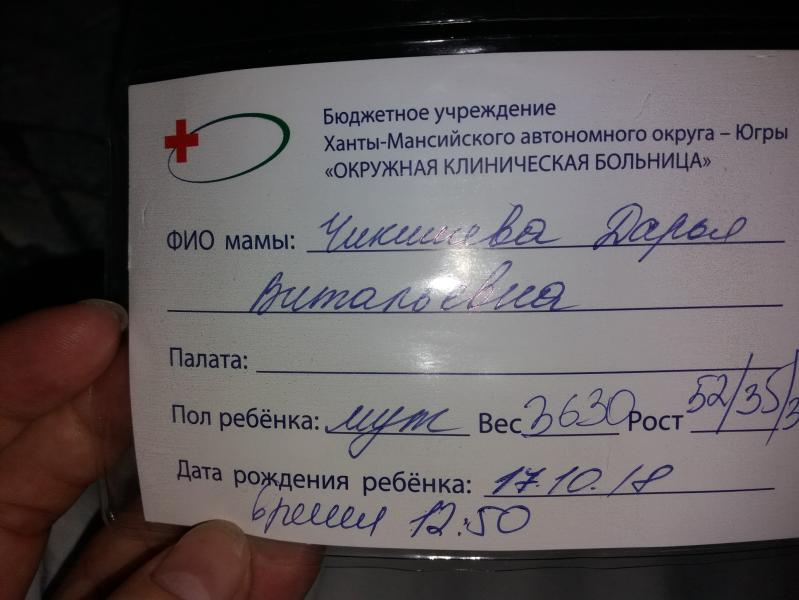 Бюджетное учреждение
Ханты-Мансийского автономного округа – Югры
«ОКРУЖНАЯ КЛИНИЧЕСКАЯ БОЛЬНИЦА»
ФИО мамы: Чикишева Дарья
Витальевна
Палата:
Пол ребёнка: муж Вес 3630 Рост 52/35/3
Дата рождения ребёнка: 17.10.18
время 12:50